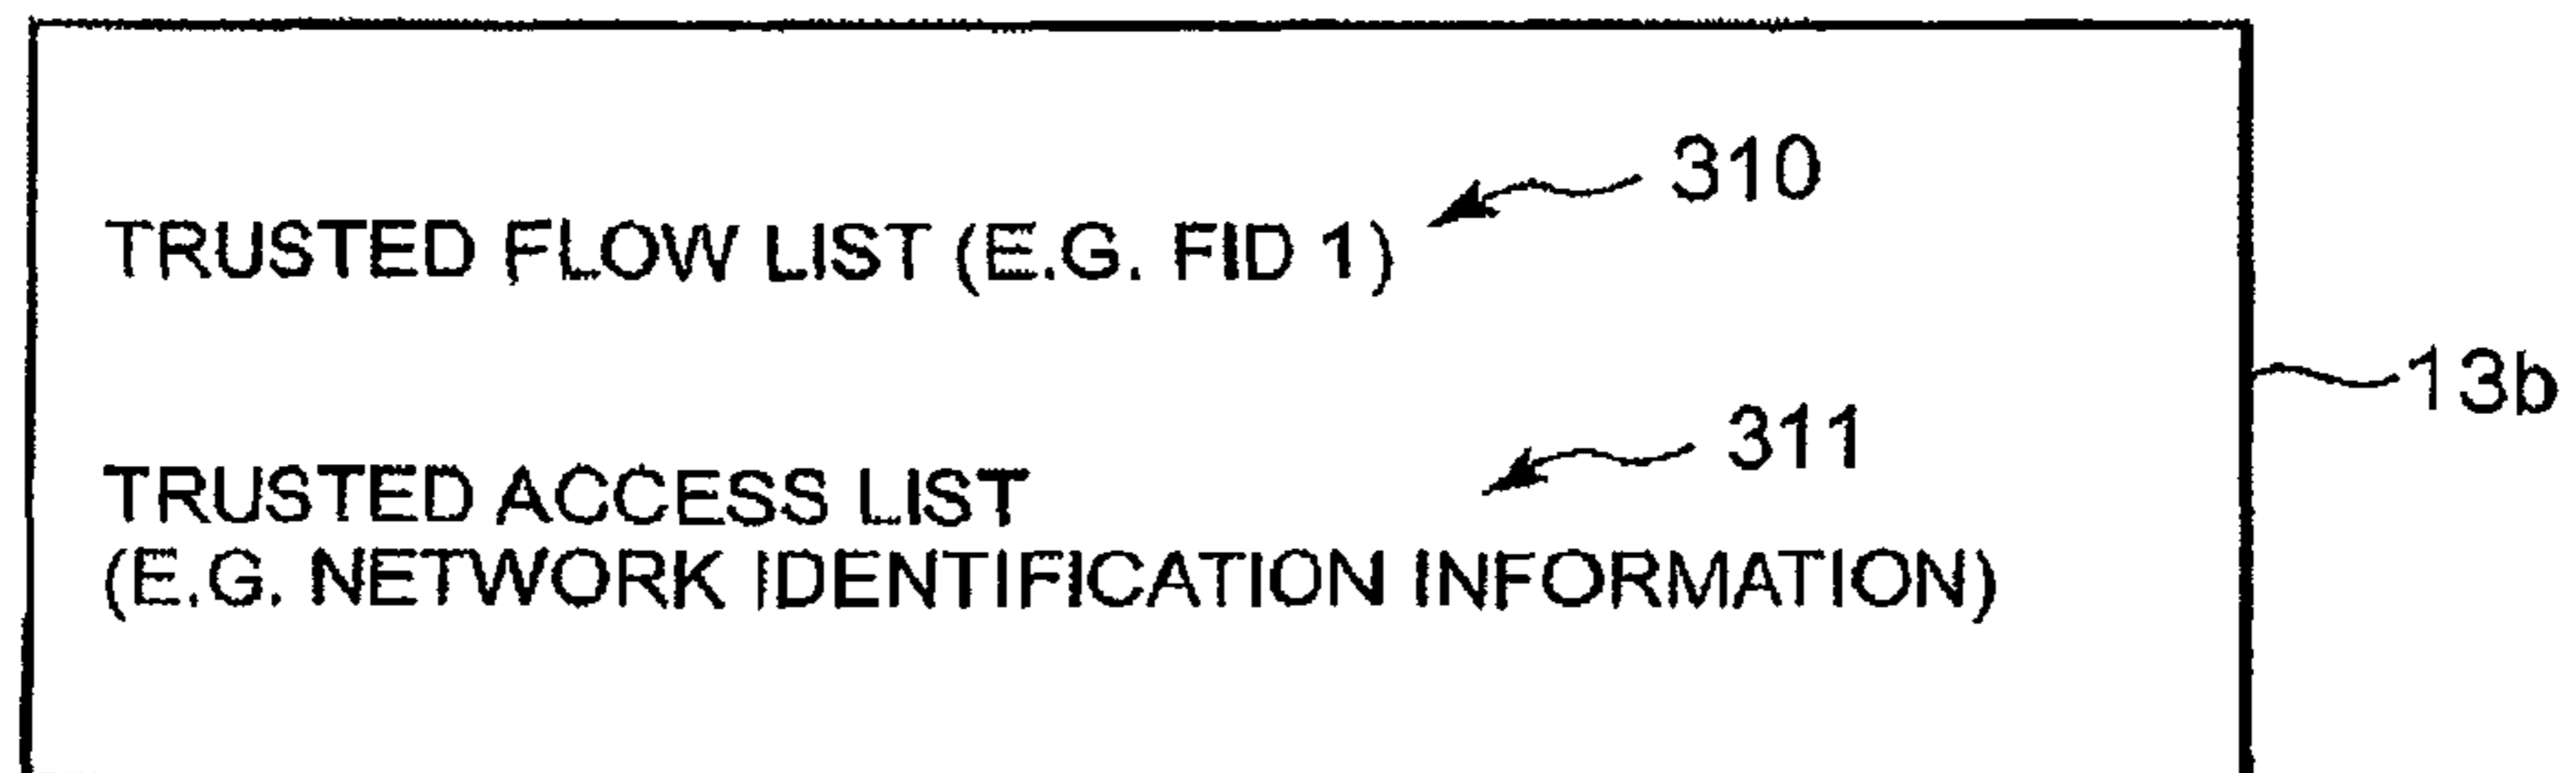 310
TRUSTED FLOW LIST (E.G. FID 1)
13b
311
TRUSTED ACCESS LIST
(E.G. NETWORK IDENTIFICATION INFORMATION)